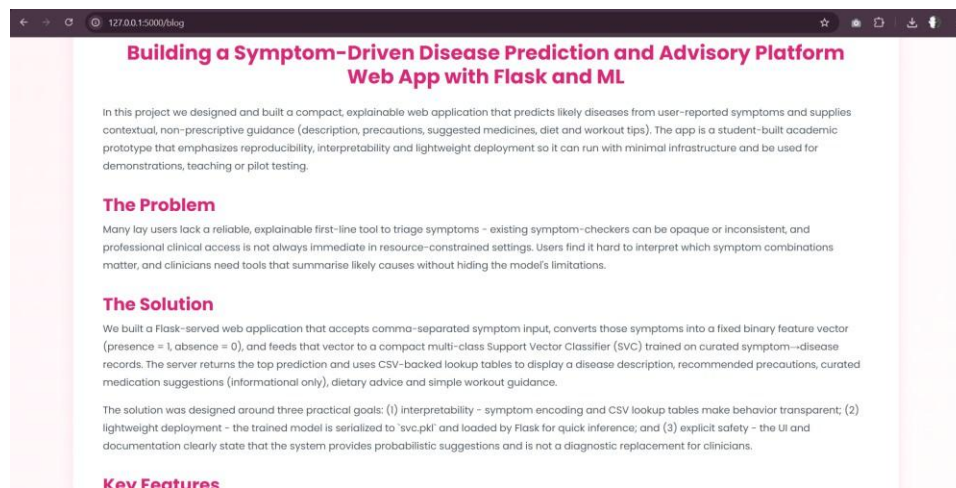 127.0.0.1:5000/blog
Building a Symptom-Driven Disease Prediction and Advisory Platform
Web App with Flask and ML
In this project we designed and built a compact, explainable web application that predicts likely diseases from user-reported symptoms and supplies
contextual, non-prescriptive guidance (description, precautions, suggested medicines, diet and workout tips). The app is a student-built academic
prototype that emphasizes reproducibility, interpretability and lightweight deployment so it can run with minimal infrastructure and be used for
demonstrations, teaching or pilot testing.
The Problem
Many lay users lack a reliable, explainable first-line tool to triage symptoms - existing symptom-checkers can be opaque or inconsistent, and
professional clinical access is not always immediate in resource-constrained settings. Users find it hard to interpret which symptom combinations
matter, and clinicians need tools that summarise likely causes without hiding the model's limitations.
The Solution
We built a Flask-served web application that accepts comma-separated symptom input, converts those symptoms into a fixed binary feature vector
(presence = 1, absence = 0), and feeds that vector to a compact multi-class Support Vector Classifier (SVC) trained on curated symptom→disease
records. The server returns the top prediction and uses CSV-backed lookup tables to display a disease description, recommended precautions, curated
medication suggestions (informational only), dietary advice and simple workout guidance.
The solution was designed around three practical goals: (1) interpretability - symptom encoding and CSV lookup tables make behavior transparent; (2)
lightweight deployment - the trained model is serialized to `svc.pkl` and loaded by Flask for quick inference; and (3) explicit safety - the UI and
documentation clearly state that the system provides probabilistic suggestions and is not a diagnostic replacement for clinicians.
Key Features